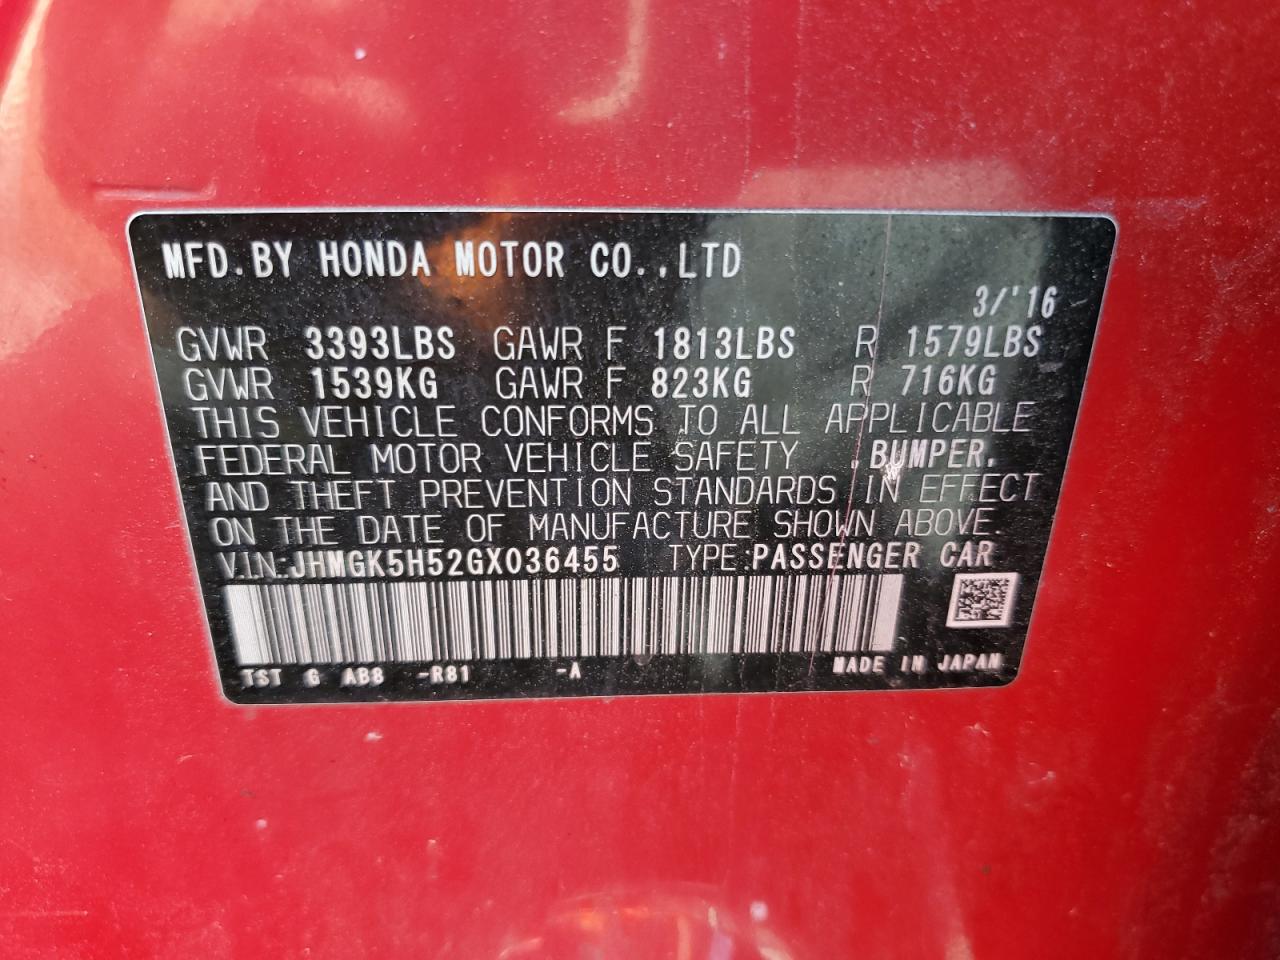 MFD. BY HONDA MOTOR CO., LTD
3/'16
GVWR 3393LBS GAWR F 1813LBS R 1579LBS
GVWR 1539KG GAWR F 823KG R 716KG
THIS VEHICLE CONFORMS TO ALL APPLICABLE
FEDERAL MOTOR VEHICLE SAFETY ,BUMPER,
AND THEFT PREVENTION STANDARDS IN EFFECT
ON THE DATE OF MANUFACTURE SHOWN ABOVE.
V.I.N.:JHMGK5H52GX036455 TYPE:PASSENGER CAR
TST G AB8 -R81 -A MADE IN JAPAN